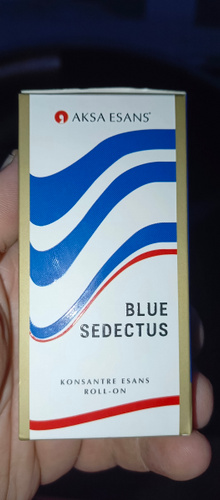 AKSA ESANS®
BLUE
SEDECTUS
KONSANTRE ESANS
ROLL-ON